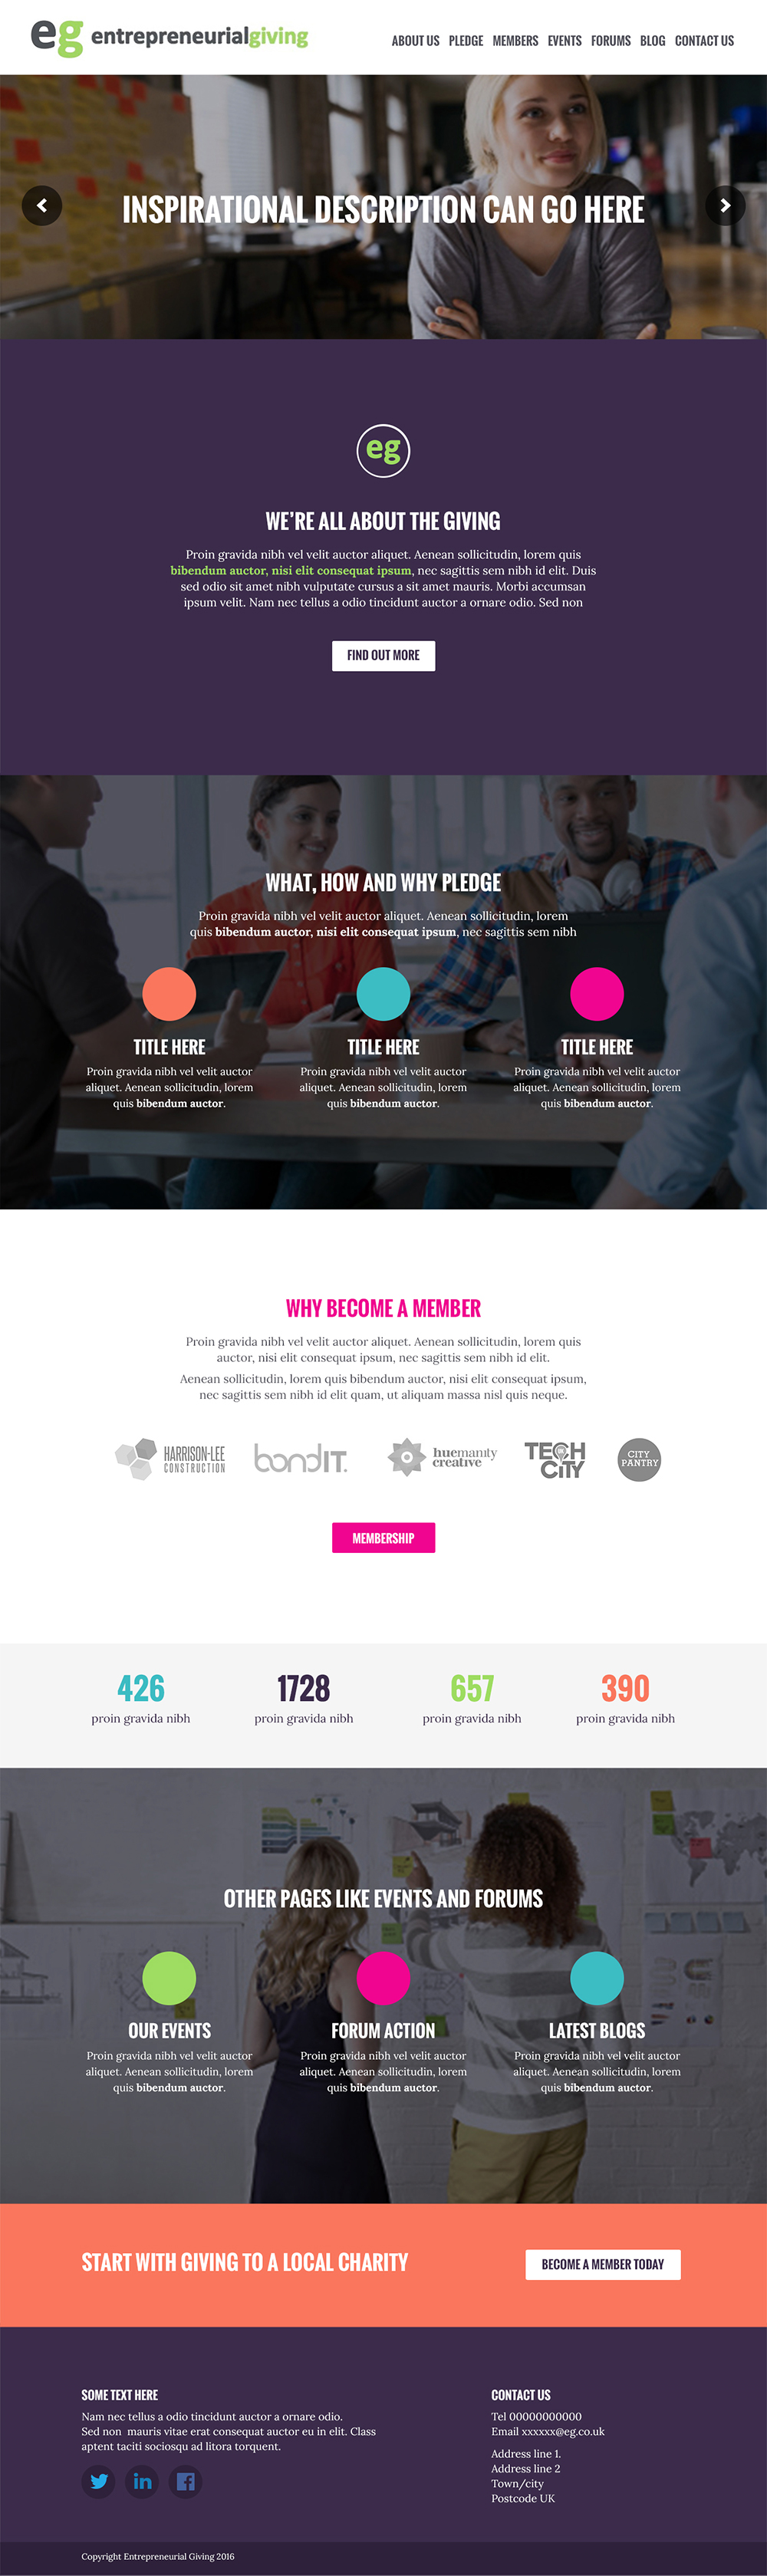 eg entrepreneurialgiving
ABOUT US PLEDGE MEMBERS EVENTS FORUMS BLOG CONTACT US
INSPIRATIONAL DESCRIPTION CAN GO HERE
eg
WE'RE ALL ABOUT THE GIVING
Proin gravida nibh vel velit auctor aliquet. Aenean sollicitudin, lorem quis
bibendum auctor, nisi elit consequat ipsum, nec sagittis sem nibh id elit. Duis
sed odio sit amet nibh vulputate cursus a sit amet mauris. Morbi accumsan
ipsum velit. Nam nec tellus a odio tincidunt auctor a ornare odio. Sed non
FIND OUT MORE
WHAT, HOW AND WHY PLEDGE
Proin gravida nibh vel velit auctor aliquet. Aenean sollicitudin, lorem
quis bibendum auctor, nisi elit consequat ipsum, nec sagittis sem nibh
TITLE HERE
Proin gravida nibh vel velit auctor
aliquet. Aenean sollicitudin, lorem
quis bibendum auctor.
TITLE HERE
Proin gravida nibh vel velit auctor
aliquet. Aenean sollicitudin, lorem
quis bibendum auctor.
TITLE HERE
Proin gravida nibh vel velit auctor
aliquet. Aenean sollicitudin, lorem
quis bibendum auctor.
WHY BECOME A MEMBER
Proin gravida nibh vel velit auctor aliquet. Aenean sollicitudin, lorem quis
auctor, nisi elit consequat ipsum, nec sagittis sem nibh id elit.
Aenean sollicitudin, lorem quis bibendum auctor, nisi elit consequat ipsum,
nec sagittis sem nibh id elit quam, ut aliquam massa nisl quis neque.
HARRISON-LEE
CONSTRUCTION
bondIT.
huemanity
creative
TECH
CITY
CITY
PANTRY
MEMBERSHIP
426
proin gravida nibh
1728
proin gravida nibh
657
proin gravida nibh
390
proin gravida nibh
OTHER PAGES LIKE EVENTS AND FORUMS
OUR EVENTS
Proin gravida nibh vel velit auctor
aliquet. Aenean sollicitudin, lorem
quis bibendum auctor.
FORUM ACTION
Proin gravida nibh vel velit auctor
aliquet. Aenean sollicitudin, lorem
quis bibendum auctor.
LATEST BLOGS
Proin gravida nibh vel velit auctor
aliquet. Aenean sollicitudin, lorem
quis bibendum auctor.
START WITH GIVING TO A LOCAL CHARITY
BECOME A MEMBER TODAY
SOME TEXT HERE
Nam nec tellus a odio tincidunt auctor a ornare odio.
Sed non mauris vitae erat consequat auctor eu in elit. Class
aptent taciti sociosqu ad litora torquent.
in
CONTACT US
Tel 00000000000
Email xxxxxx@eg.co.uk
Address line 1.
Address line 2
Town/city
Postcode UK
Copyright Entrepreneurial Giving 2016